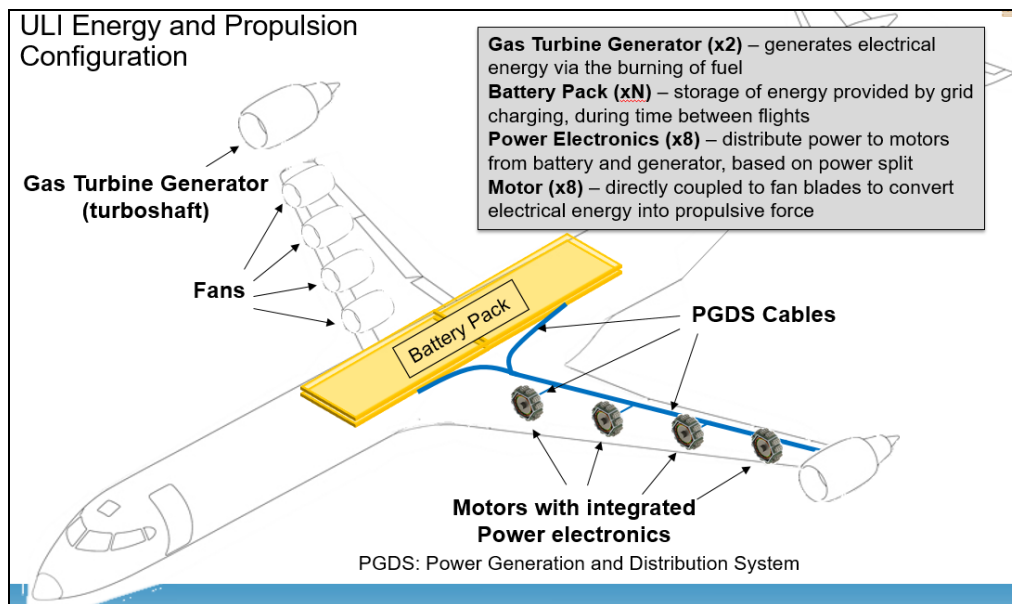 ULI Energy and Propulsion
Configuration
Gas Turbine Generator (x2) – generates electrical
energy via the burning of fuel
Battery Pack (xN) – storage of energy provided by grid
charging, during time between flights
Power Electronics (x8) – distribute power to motors
from battery and generator, based on power split
Motor (x8) – directly coupled to fan blades to convert
electrical energy into propulsive force
Gas Turbine Generator
(turboshaft)
Fans
Battery Pack
PGDS Cables
Motors with integrated
Power electronics
PGDS: Power Generation and Distribution System